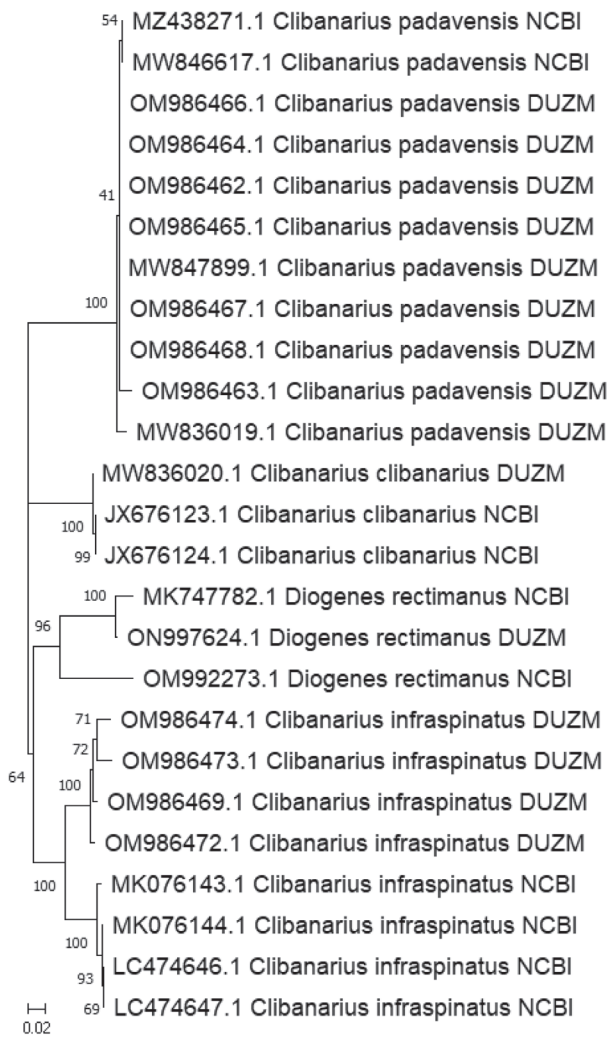 54
MZ438271.1 Clibanarius padavensis NCBI
MW846617.1 Clibanarius padavensis NCBI
OM986466.1 Clibanarius padavensis DUZM
OM986464.1 Clibanarius padavensis DUZM
OM986462.1 Clibanarius padavensis DUZM
41
OM986465.1 Clibanarius padavensis DUZM
MW847899.1 Clibanarius padavensis DUZM
100
OM986467.1 Clibanarius padavensis DUZM
OM986468.1 Clibanarius padavensis DUZM
OM986463.1 Clibanarius padavensis DUZM
MW836019.1 Clibanarius padavensis DUZM
MW836020.1 Clibanarius clibanarius DUZM
JX676123.1 Clibanarius clibanarius NCBI
100
99
JX676124.1 Clibanarius clibanarius NCBI
100
MK747782.1 Diogenes rectimanus NCBI
96
ON997624.1 Diogenes rectimanus DUZM
OM992273.1 Diogenes rectimanus NCBI
71
OM986474.1 Clibanarius infraspinatus DUZM
72
OM986473.1 Clibanarius infraspinatus DUZM
64
100
OM986469.1 Clibanarius infraspinatus DUZM
OM986472.1 Clibanarius infraspinatus DUZM
100
MK076143.1 Clibanarius infraspinatus NCBI
MK076144.1 Clibanarius infraspinatus NCBI
100
LC474646.1 Clibanarius infraspinatus NCBI
93
69
LC474647.1 Clibanarius infraspinatus NCBI
0.02